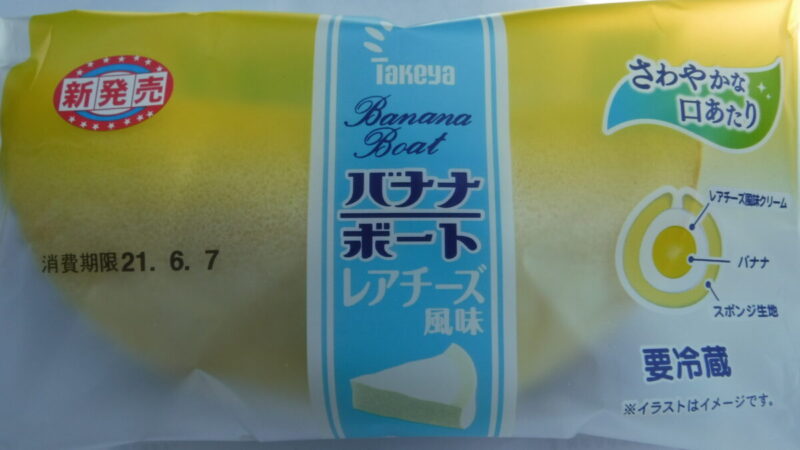 新発売
Takeya
Banana
Boat
バナナ
ボート
レアチーズ
風味
消費期限21. 6. 7
さわやかな
口あたり
レアチーズ風味クリーム
バナナ
スポンジ生地
要冷蔵
※イラストはイメージです。